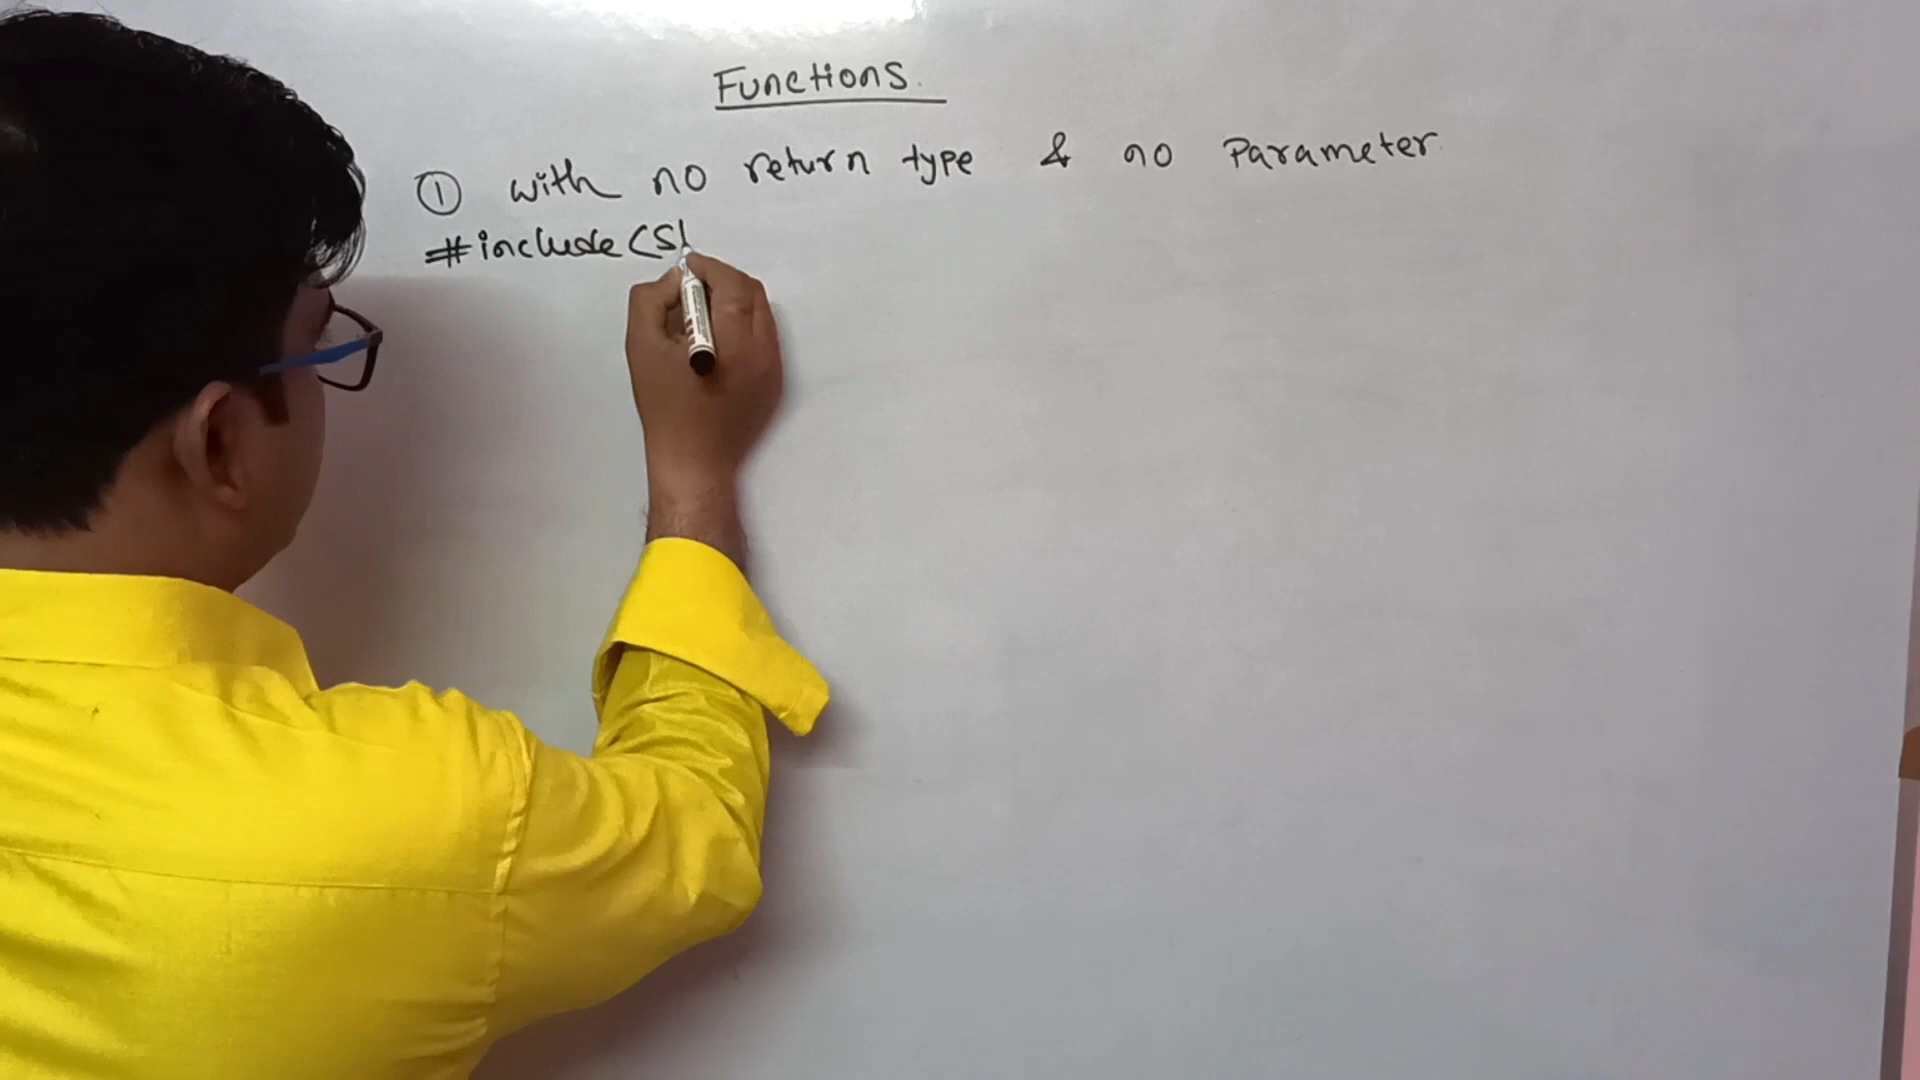 Functions.
① with no return type & no Parameter.
#include<st